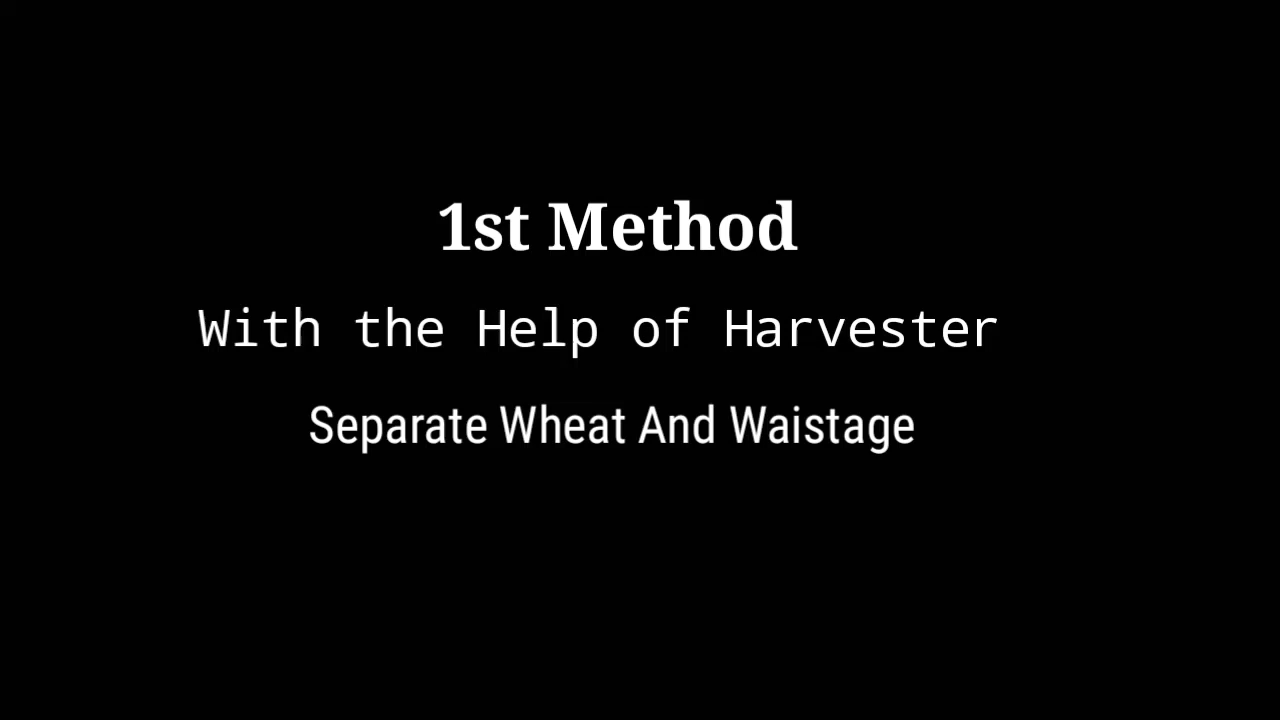 1st Method
With the Help of Harvester
Separate Wheat And Waistage